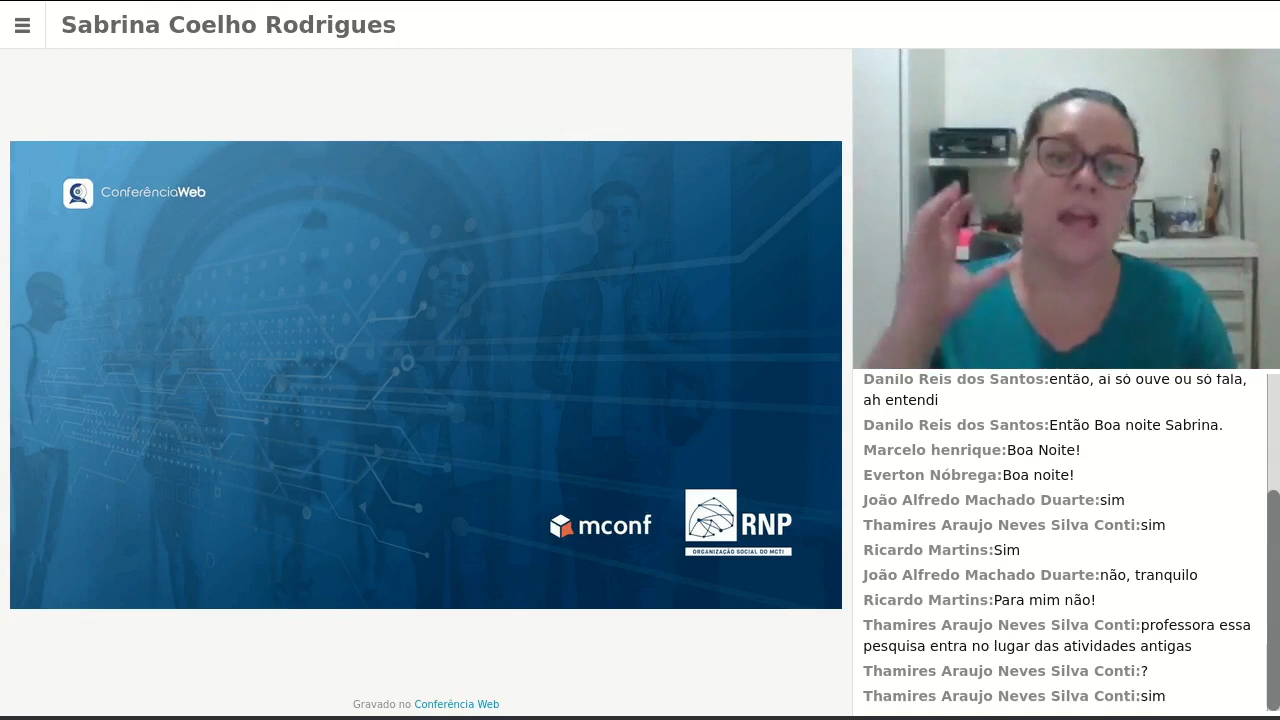 Sabrina Coelho Rodrigues
ConferênciaWeb
mconf
RNP
ORGANIZAÇÃO SOCIAL DO MCTI
Gravado no Conferência Web
Danilo Reis dos Santos:então, aí só ouve ou só fala,
ah entendi
Danilo Reis dos Santos:Então Boa noite Sabrina.
Marcelo henrique:Boa Noite!
Everton Nóbrega:Boa noite!
João Alfredo Machado Duarte:sim
Thamires Araujo Neves Silva Conti:sim
Ricardo Martins:Sim
João Alfredo Machado Duarte:não, tranquilo
Ricardo Martins:Para mim não!
Thamires Araujo Neves Silva Conti:professora essa
pesquisa entra no lugar das atividades antigas
Thamires Araujo Neves Silva Conti:?
Thamires Araujo Neves Silva Conti:sim